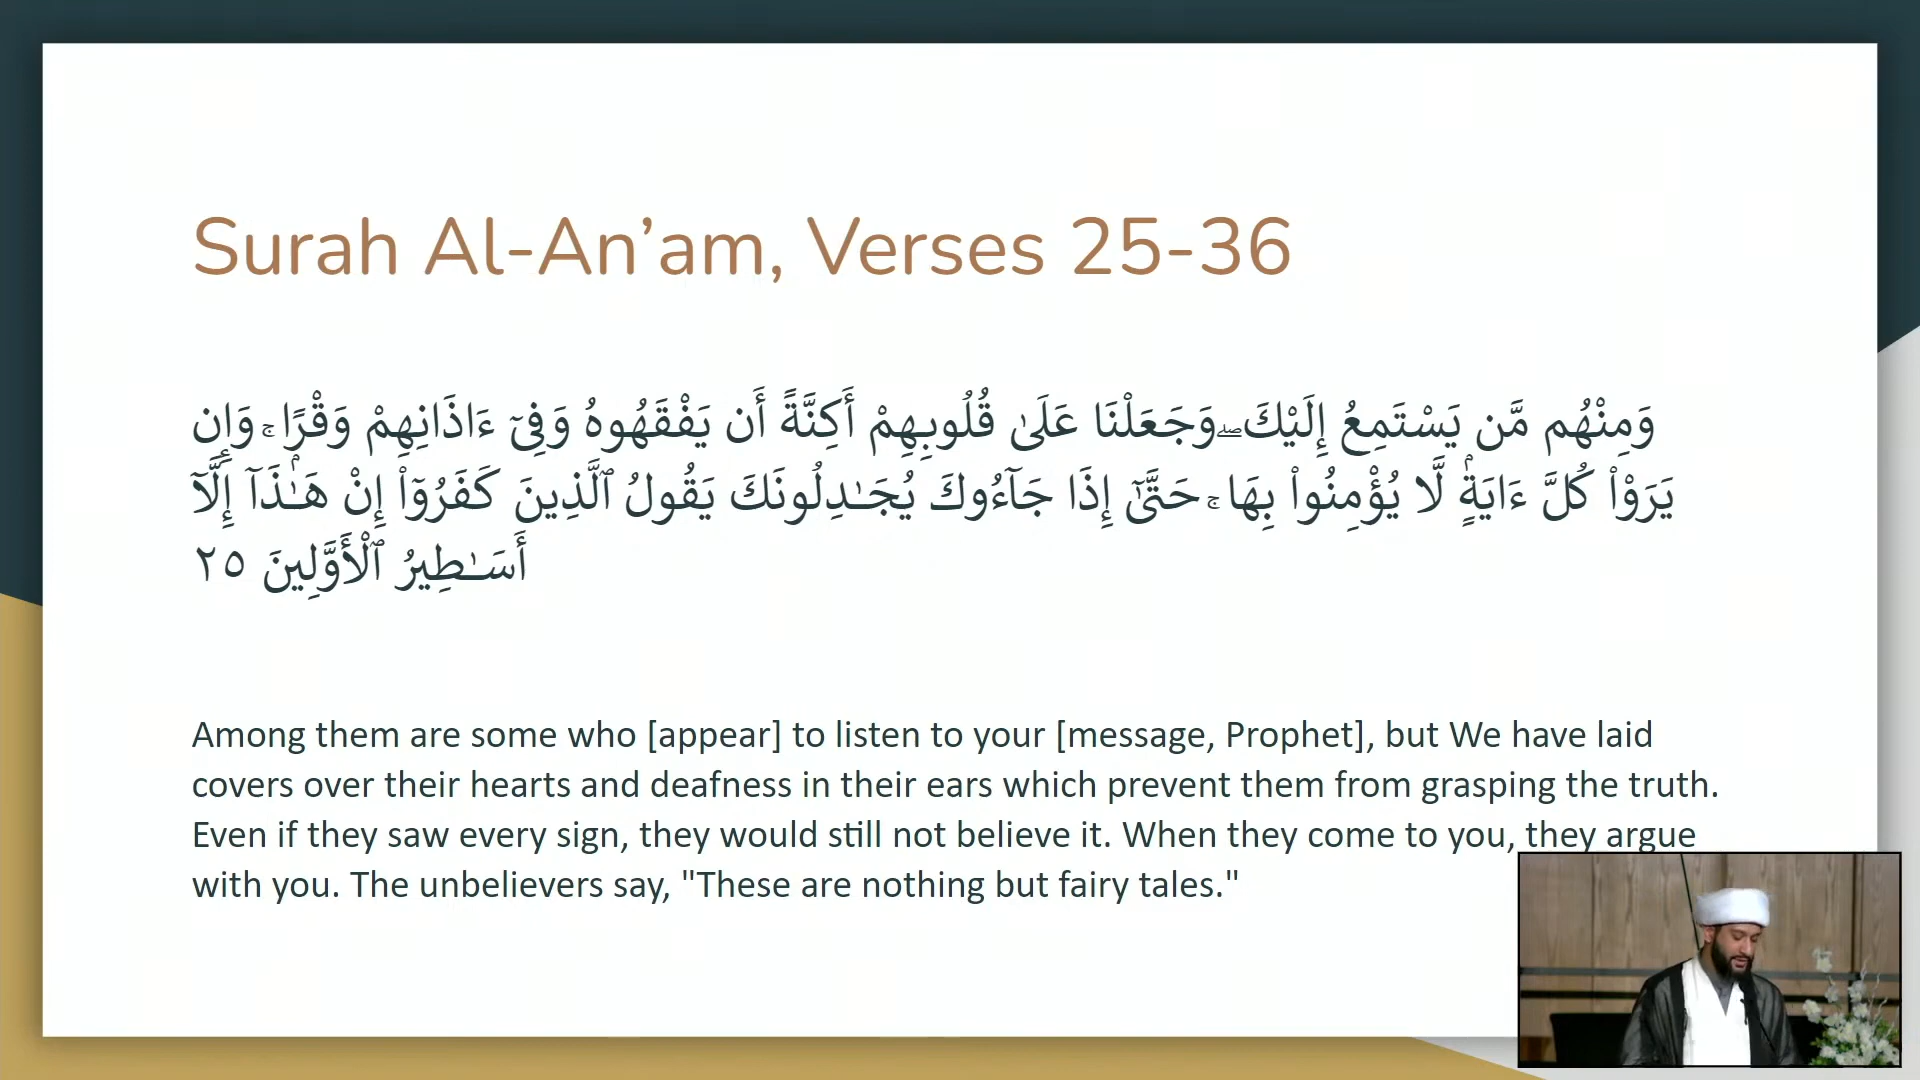 Surah Al-An’am, Verses 25-36
وَمِنْهُم مَّن يَسْتَمِعُ إِلَيْكَ ۖ وَجَعَلْنَا عَلَىٰ قُلُوبِهِمْ أَكِنَّةً أَن يَفْقَهُوهُ وَفِىٓ ءَاذَانِهِمْ وَقْرًا ۚ وَإِن
يَرَوْا۟ كُلَّ ءَايَةٍۢ لَّا يُؤْمِنُوا۟ بِهَا ۚ حَتَّىٰٓ إِذَا جَآءُوكَ يُجَـٰدِلُونَكَ يَقُولُ ٱلَّذِينَ كَفَرُوٓا۟ إِنْ هَـٰذَآ إِلَّآ
أَسَـٰطِيرُ ٱلْأَوَّلِينَ ٢٥
Among them are some who [appear] to listen to your [message, Prophet], but We have laid
covers over their hearts and deafness in their ears which prevent them from grasping the truth.
Even if they saw every sign, they would still not believe it. When they come to you, they argue
with you. The unbelievers say, "These are nothing but fairy tales."